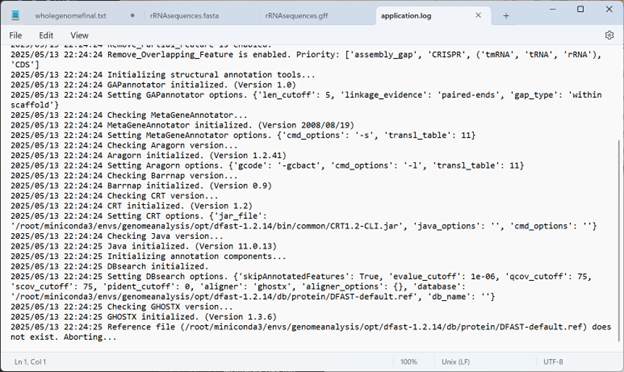 wholegenomefinal.txt
rRNAsequences.fasta
rRNAsequences.gff
application.log
File Edit View
2025/05/13 22:24:24 Remove_Partial_Feature is enabled.
2025/05/13 22:24:24 Remove_Overlapping_Feature is enabled. Priority: ['assembly_gap', 'CRISPR', ('tmRNA', 'tRNA', 'rRNA'),
'CDS']
2025/05/13 22:24:24 Initializing structural annotation tools...
2025/05/13 22:24:24 GAPannotator initialized. (Version 1.0)
2025/05/13 22:24:24 Setting GAPannotator options. {'len_cutoff': 5, 'linkage_evidence': 'paired-ends', 'gap_type': 'within
scaffold'}
2025/05/13 22:24:24 Checking MetaGeneAnnotator...
2025/05/13 22:24:24 MetaGeneAnnotator initialized. (Version 2008/08/19)
2025/05/13 22:24:24 Setting MetaGeneAnnotator options. {'cmd_options': '-s', 'transl_table': 11}
2025/05/13 22:24:24 Checking Aragorn version...
2025/05/13 22:24:24 Aragorn initialized. (Version 1.2.41)
2025/05/13 22:24:24 Setting Aragorn options. {'gcode': '-gcbact', 'cmd_options': '-l', 'transl_table': 11}
2025/05/13 22:24:24 Checking Barrnap version...
2025/05/13 22:24:24 Barrnap initialized. (Version 0.9)
2025/05/13 22:24:24 Checking CRT version...
2025/05/13 22:24:24 CRT initialized. (Version 1.2)
2025/05/13 22:24:24 Setting CRT options. {'jar_file':
'/root/miniconda3/envs/genomeanalysis/opt/dfast-1.2.14/bin/common/CRT1.2-CLI.jar', 'java_options': '', 'cmd_options': ''}
2025/05/13 22:24:24 Checking Java version...
2025/05/13 22:24:25 Java initialized. (Version 11.0.13)
2025/05/13 22:24:25 Initializing annotation components...
2025/05/13 22:24:25 DBsearch initialized.
2025/05/13 22:24:25 Setting DBsearch options. {'skipAnnotatedFeatures': True, 'evalue_cutoff': 1e-06, 'qcov_cutoff': 75,
'scov_cutoff': 75, 'pident_cutoff': 0, 'aligner': 'ghostx', 'aligner_options': {}, 'database':
'/root/miniconda3/envs/genomeanalysis/opt/dfast-1.2.14/db/protein/DFAST-default.ref', 'db_name': ''}
2025/05/13 22:24:25 Checking GHOSTX version...
2025/05/13 22:24:25 GHOSTX initialized. (Version 1.3.6)
2025/05/13 22:24:25 Reference file (/root/miniconda3/envs/genomeanalysis/opt/dfast-1.2.14/db/protein/DFAST-default.ref) does
not exist. Aborting...
Ln 1, Col 1
100%
Unix (LF)
UTF-8